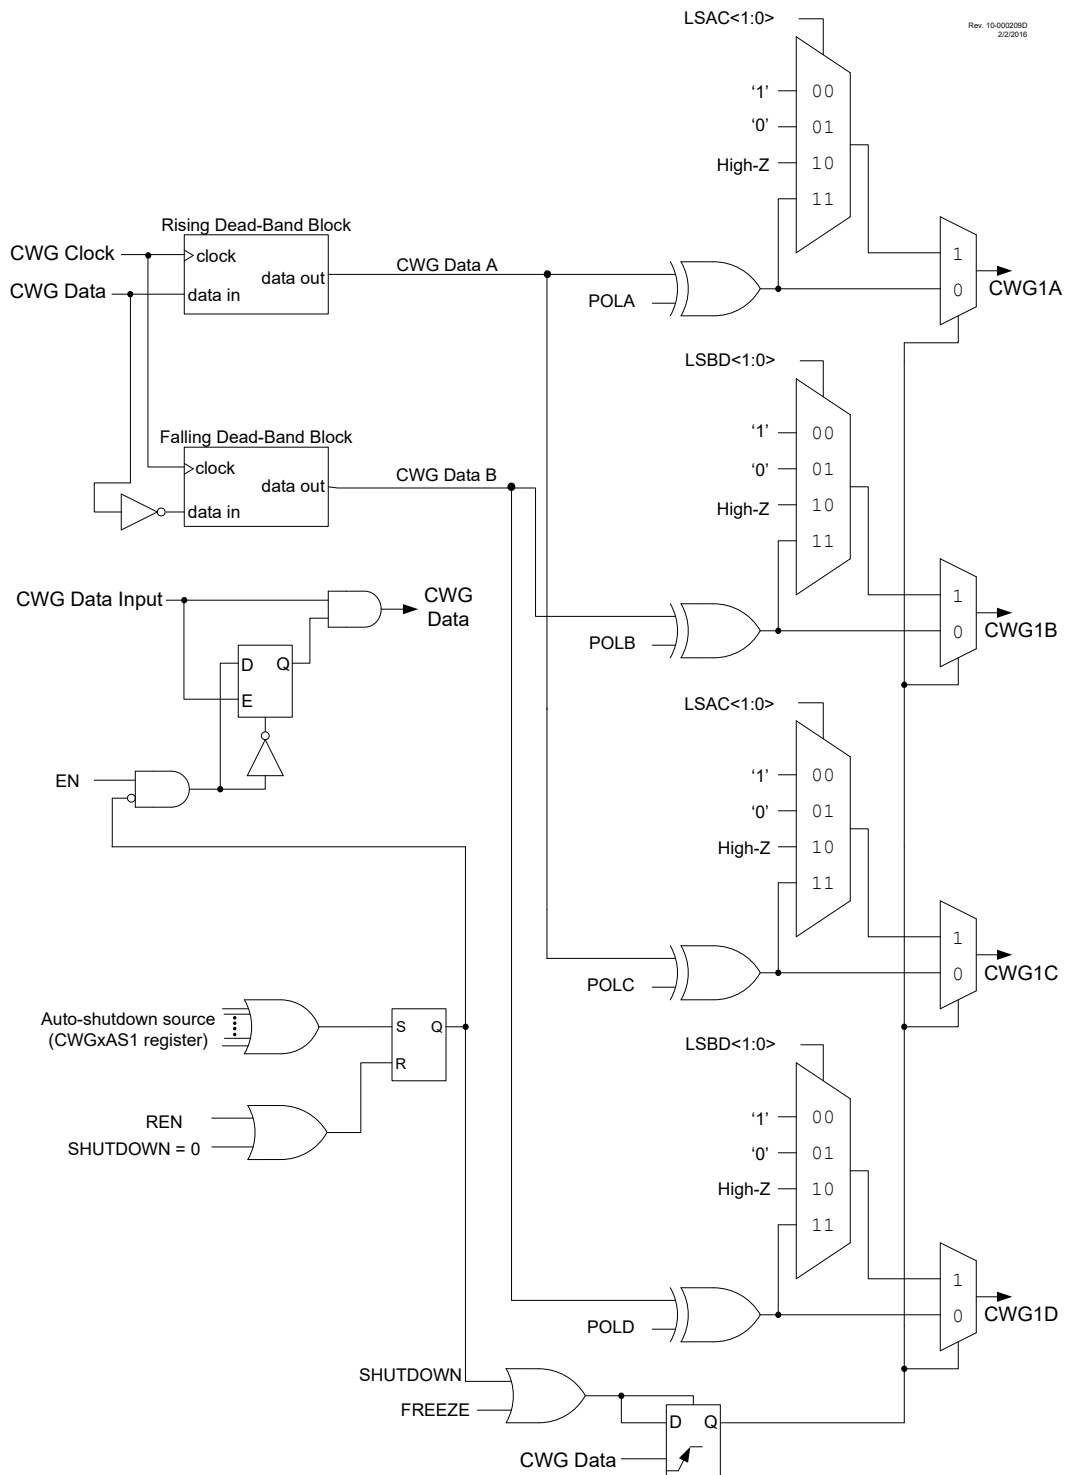 LSAC<1:0>
Rev. 10-000209D
2/2/2016
‘1’ 00
‘0’ 01
High-Z 10
11
Rising Dead-Band Block
CWG Clock
clock
data out
CWG Data A
CWG Data
data in
POLA
1
0
CWG1A
LSBD<1:0>
‘1’ 00
‘0’ 01
High-Z 10
11
Falling Dead-Band Block
clock
data out
CWG Data B
data in
CWG Data Input
CWG
Data
POLB
1
0
CWG1B
D Q
E
EN
LSAC<1:0>
‘1’ 00
‘0’ 01
High-Z 10
11
POLC
1
0
CWG1C
Auto-shutdown source
(CWGxAS1 register)
S Q
R
REN
SHUTDOWN = 0
LSBD<1:0>
‘1’ 00
‘0’ 01
High-Z 10
11
POLD
1
0
CWG1D
SHUTDOWN
FREEZE
D Q
CWG Data